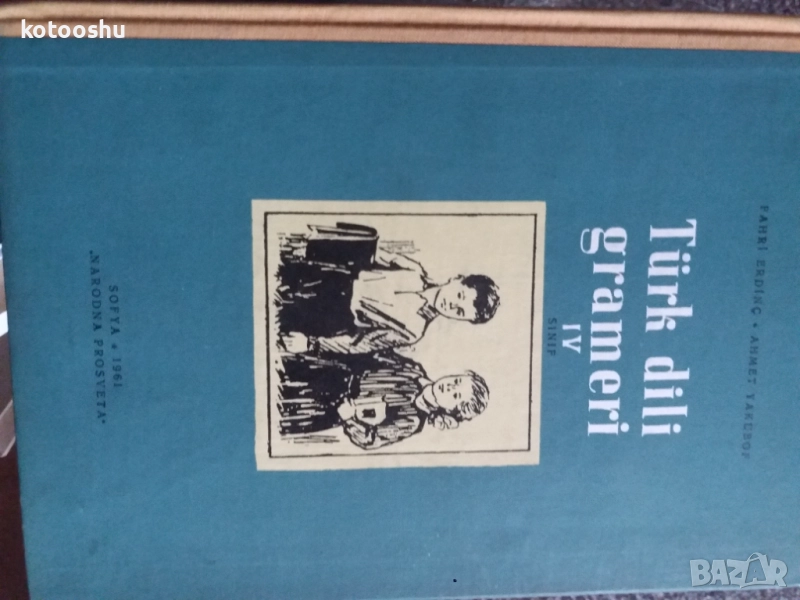 kotooshu
FAHRİ ERDİNÇ • AHMET YAKUBOF
Türk dili
grameri
IV
SINIF
SOFYA • 1961
„NARODNA PROSVETA"
BAZAR